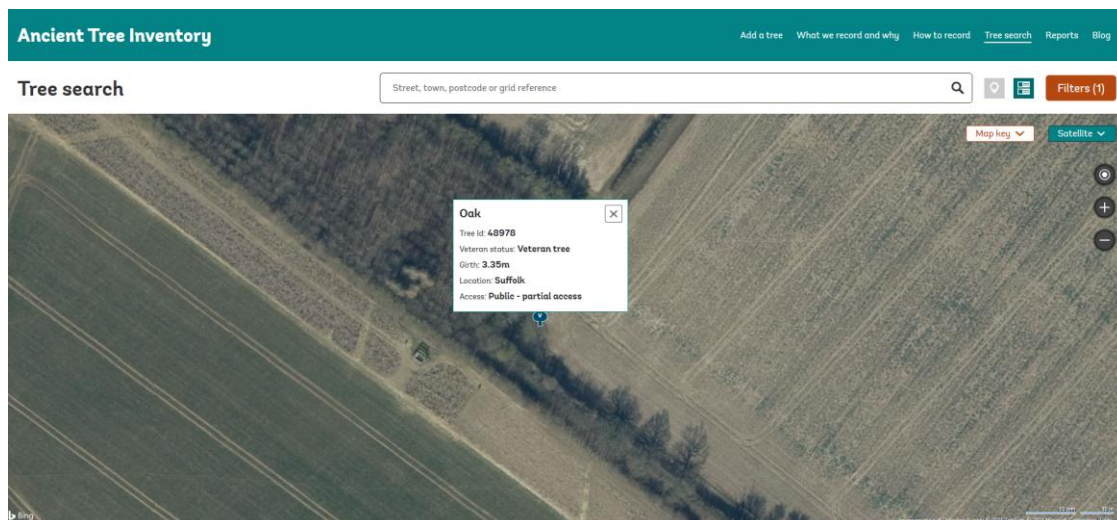 Ancient Tree Inventory
Add a tree What we record and why How to record Tree search Reports Blog
Tree search
Street, town, postcode or grid reference
Filters (1)
Map key
Satellite
Oak
Tree Id: 48978
Veteran status: Veteran tree
Girth: 3.35m
Location: Suffolk
Access: Public - partial access
Bing